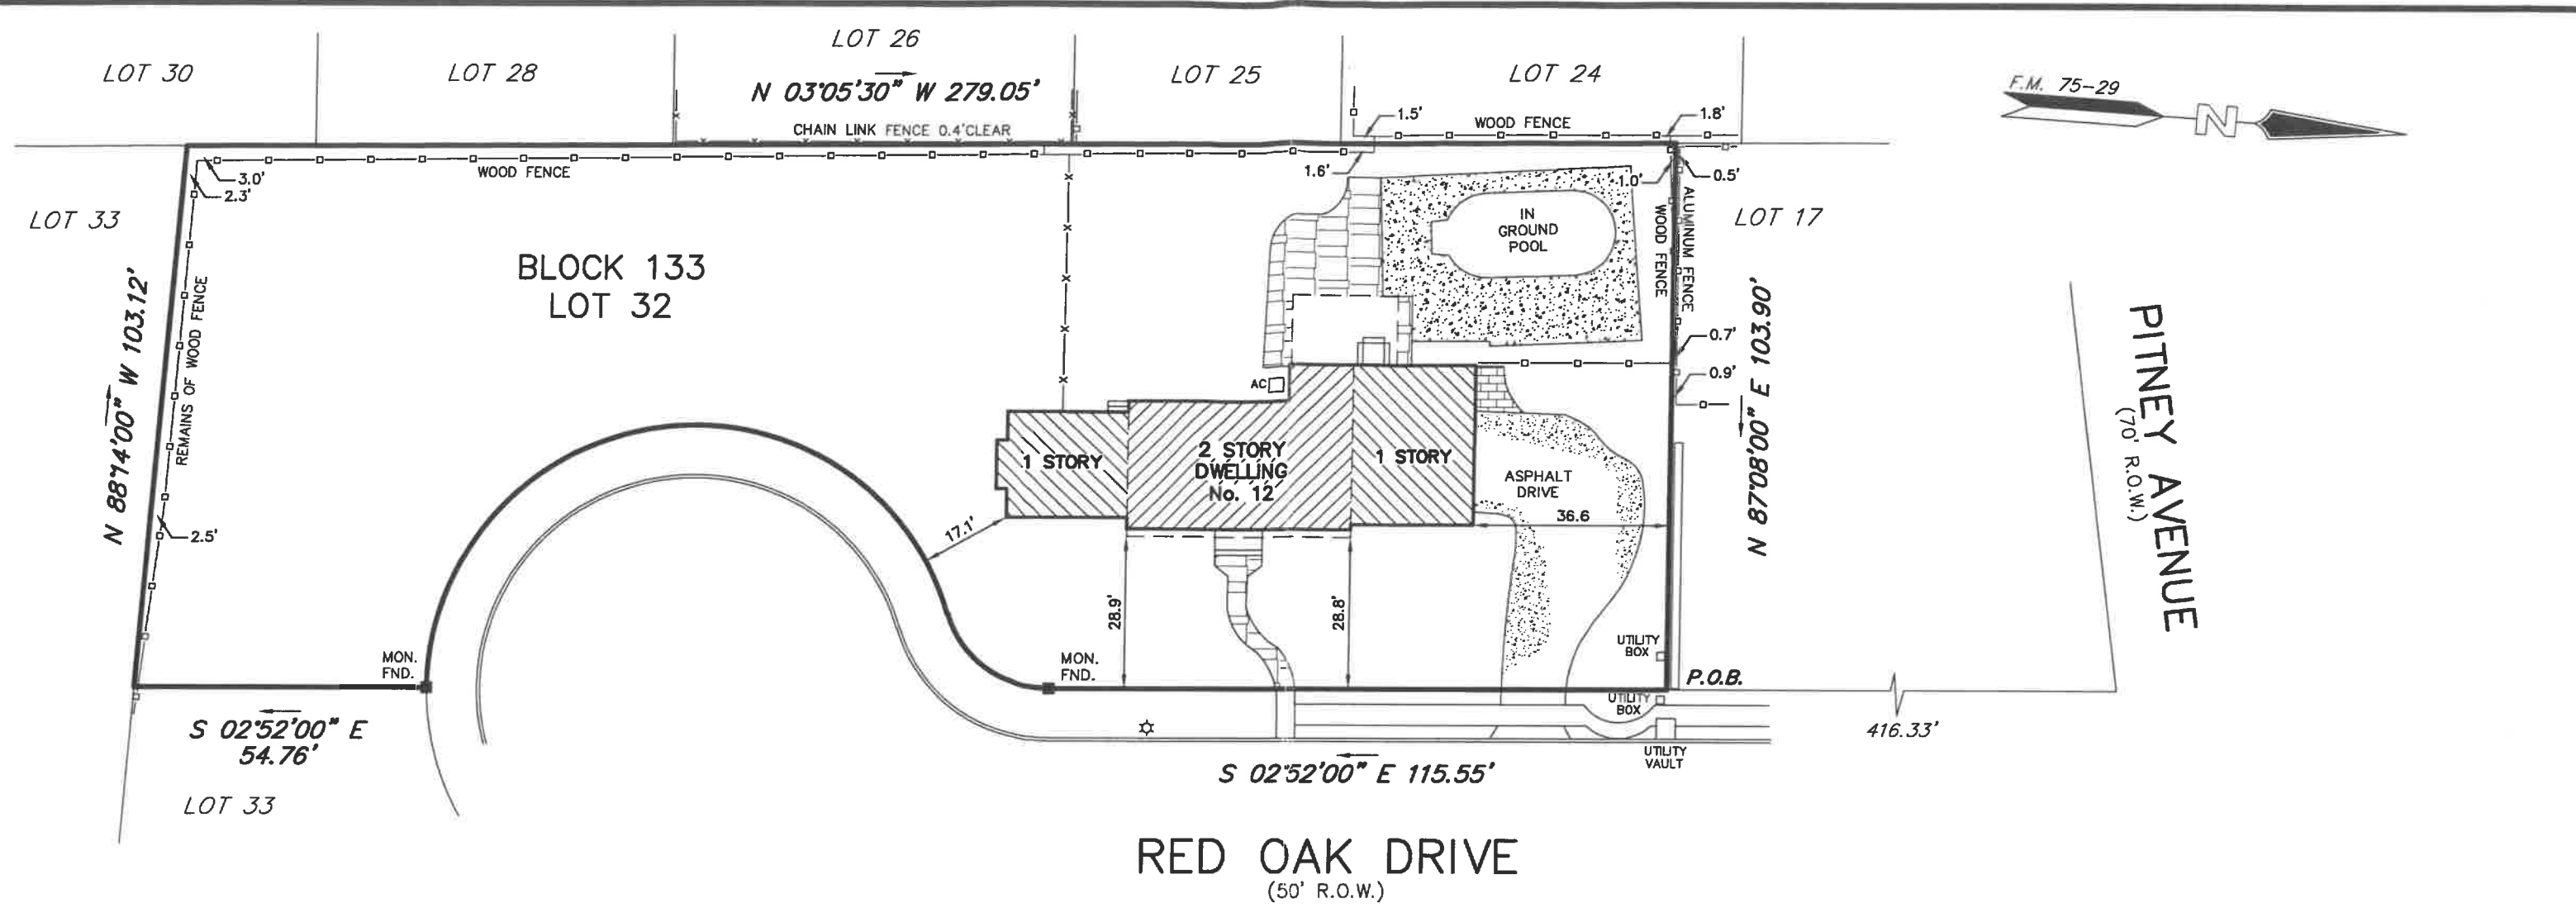 LOT 30
LOT 28
LOT 26
N 03°05'30" W 279.05'
LOT 25
LOT 24
F.M. 75-29
N
CHAIN LINK FENCE 0.4'CLEAR
1.5'
WOOD FENCE
1.8'
WOOD FENCE
3.0'
2.3'
1.6'
1.0'
0.5'
LOT 33
BLOCK 133
LOT 32
IN
GROUND
POOL
WOOD FENCE
ALUMINUM FENCE
LOT 17
N 88°14'00" W 103.12'
REMAINS OF WOOD FENCE
0.7'
0.9'
N 87°08'00" E 103.90'
PITNEY AVENUE
(70' R.O.W.)
AC
1 STORY
2 STORY
DWELLING
No. 12
1 STORY
ASPHALT
DRIVE
36.6
2.5'
17.1'
28.9'
28.8'
MON.
FND.
MON.
FND.
UTILITY
BOX
P.O.B.
UTILITY
BOX
S 02°52'00" E
54.76'
416.33'
UTILITY
VAULT
S 02°52'00" E 115.55'
LOT 33
RED OAK DRIVE
(50' R.O.W.)